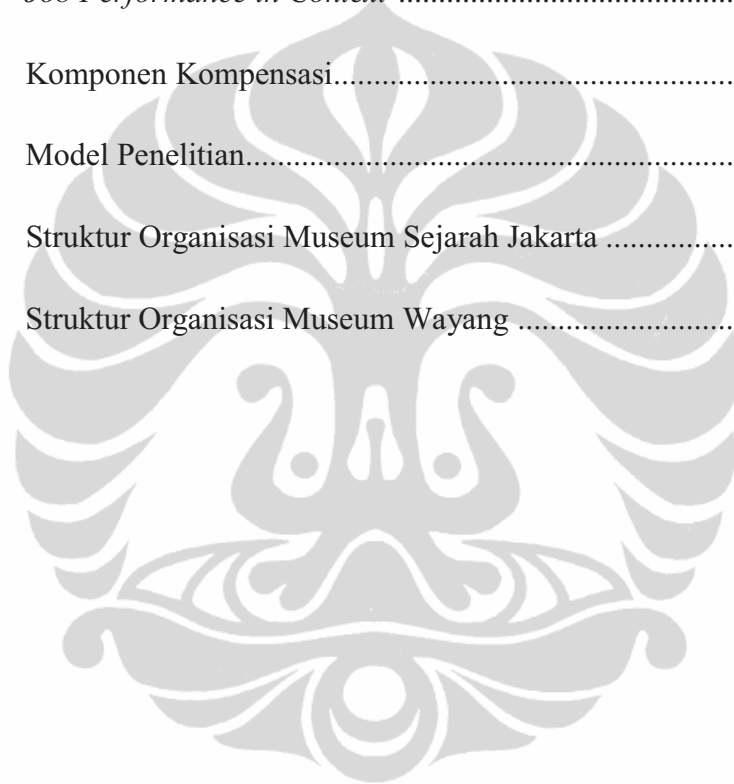 Job Performance in Context ..........................................
Komponen Kompensasi..................................................
Model Penelitian.............................................................
Struktur Organisasi Museum Sejarah Jakarta ................
Struktur Organisasi Museum Wayang ...........................